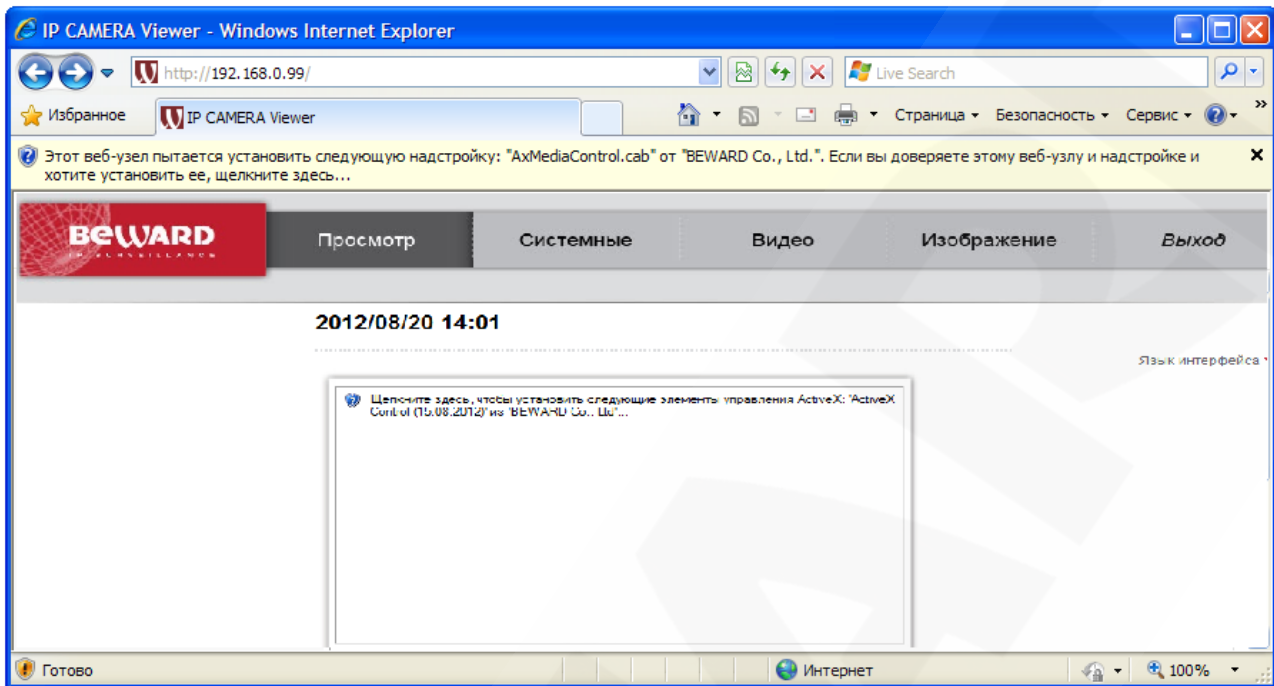 IP CAMERA Viewer - Windows Internet Explorer
http://192.168.0.99/
Live Search
Избранное
IP CAMERA Viewer
Страница
Безопасность
Сервис
Этот веб-узел пытается установить следующую надстройку: "AxMediaControl.cab" от "BEWARD Co., Ltd.". Если вы доверяете этому веб-узлу и надстройке и
хотите установить ее, щелкните здесь...
BEWARD
IP SURVEILLANCE
Просмотр
Системные
Видео
Изображение
Выход
2012/08/20 14:01
Язык интерфейса
Щелкните здесь, чтобы установить следующие элементы управления ActiveX: "ActiveX
Control (15.08.2012)" из "BEWARD Co., Ltd"...
Готово
Интернет
100%